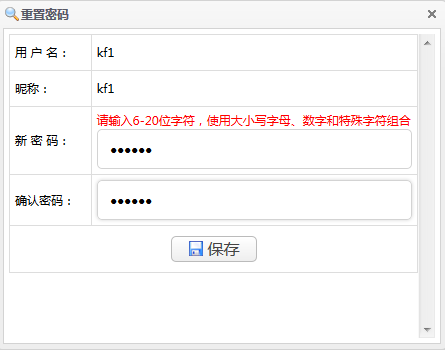 重置密码
用 户 名： kf1
昵称： kf1
请输入6-20位字符，使用大小写字母、数字和特殊字符组合
新 密 码： ••••••
确认密码： ••••••
保存